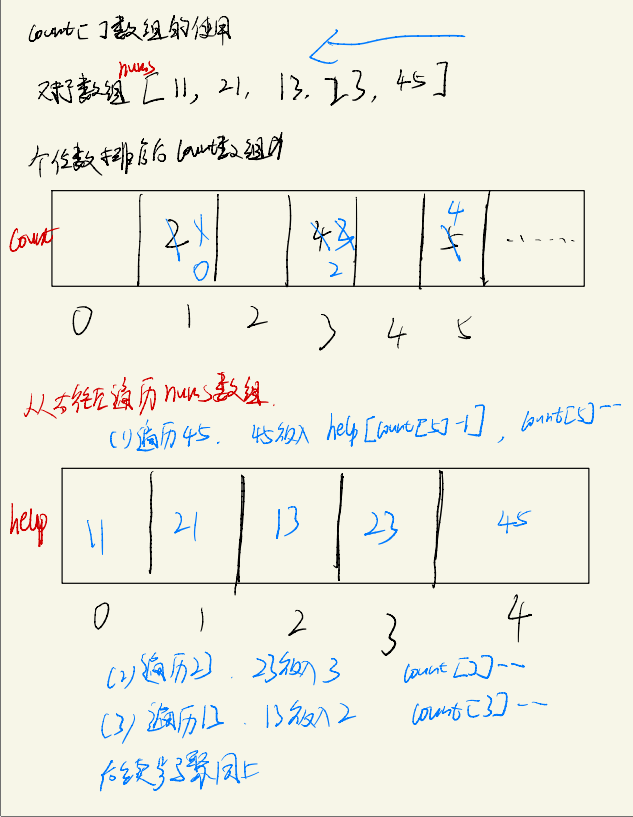 count[]数组的使用
对于数组 nums [11, 21, 13, 23, 45]
个位数排序后count数组为
count 2 1 0 4 3 2 5 4 ......
0 1 2 3 4 5
从右往左遍历nums数组.
(1)遍历45. 45放入 help[count[5]-1], count[5]--
help 11 21 13 23 45
0 1 2 3 4
(2)遍历23. 23放入3 count[3]--
(3)遍历13. 13放入2 count[3]--
后续步骤同上